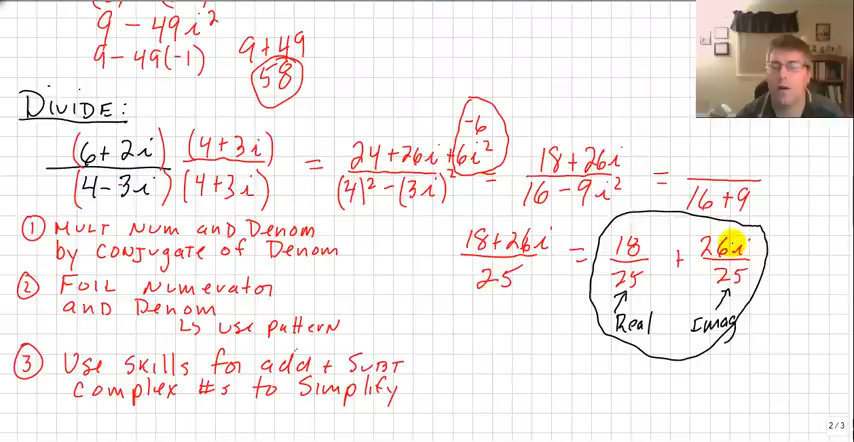 9 - 49i²
9 - 49(-1) 9 + 49
58
DIVIDE:
(6 + 2i) (4 + 3i) = 24 + 26i + 6i² -6 = 18 + 26i =
(4 - 3i) (4 + 3i) (4)² - (3i)² 16 - 9i² 16 + 9
① MULT NUM AND DENOM
by CONJUGATE OF DENOM
18 + 26i = 18 + 26i
25 25 25
Real Imag
② FOIL NUMERATOR
AND DENOM
↳ USE PATTERN
③ USE SKILLS for add + SUBT
COMPLEX #s to SIMPLIFY
2/3